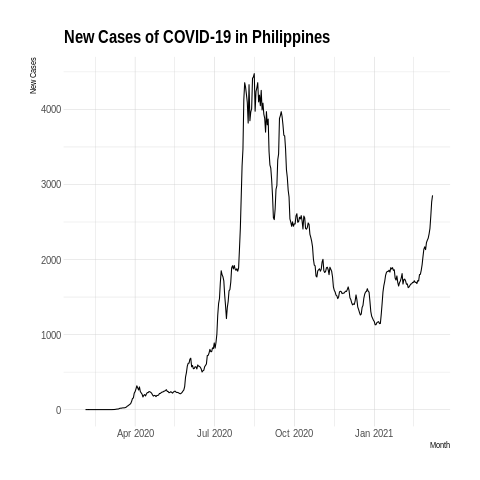 New Cases of COVID-19 in Philippines
New Cases
4000
3000
2000
1000
0
Apr 2020 Jul 2020 Oct 2020 Jan 2021
Month